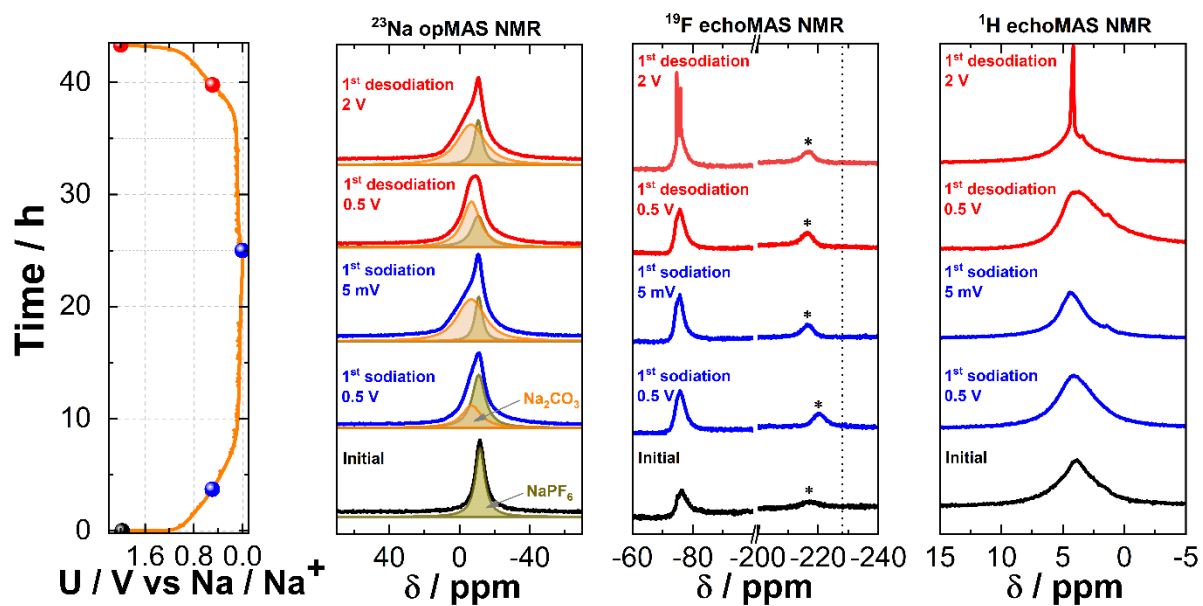 ²³Na opMAS NMR
¹⁹F echoMAS NMR
¹H echoMAS NMR
Time / h
40
30
20
10
0
1.6
0.8
0.0
U / V vs Na / Na⁺
1ˢᵗ desodiation
2 V
1ˢᵗ desodiation
0.5 V
1ˢᵗ sodiation
5 mV
1ˢᵗ sodiation
0.5 V
Na₂CO₃
Initial
NaPF₆
40
0
-40
δ / ppm
1ˢᵗ desodiation
2 V
*
1ˢᵗ desodiation
0.5 V
*
1ˢᵗ sodiation
5 mV
*
1ˢᵗ sodiation
0.5 V
*
Initial
*
-60
-80
-200
-220
-240
δ / ppm
1ˢᵗ desodiation
2 V
1ˢᵗ desodiation
0.5 V
1ˢᵗ sodiation
5 mV
1ˢᵗ sodiation
0.5 V
Initial
15
10
5
0
-5
δ / ppm